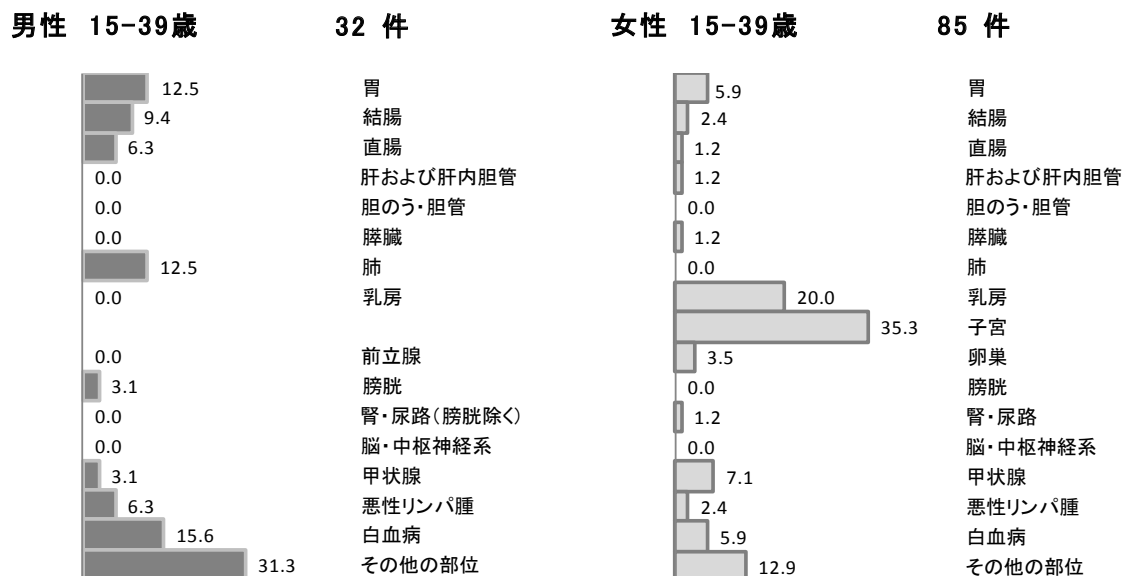 男性 15-39歳 32 件
12.5 胃
9.4 結腸
6.3 直腸
0.0 肝および肝内胆管
0.0 胆のう・胆管
0.0 膵臓
12.5 肺
0.0 乳房
0.0 前立腺
3.1 膀胱
0.0 腎・尿路(膀胱除く)
0.0 脳・中枢神経系
3.1 甲状腺
6.3 悪性リンパ腫
15.6 白血病
31.3 その他の部位
女性 15-39歳 85 件
5.9 胃
2.4 結腸
1.2 直腸
1.2 肝および肝内胆管
0.0 胆のう・胆管
1.2 膵臓
0.0 肺
20.0 乳房
35.3 子宮
3.5 卵巣
0.0 膀胱
1.2 腎・尿路
0.0 脳・中枢神経系
7.1 甲状腺
2.4 悪性リンパ腫
5.9 白血病
12.9 その他の部位